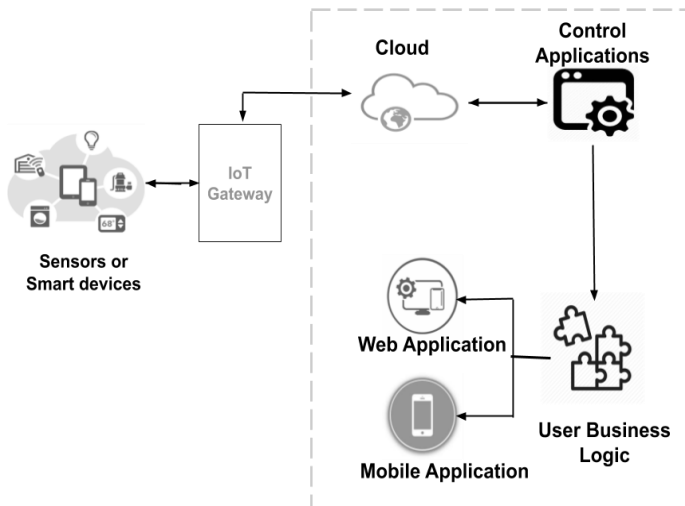 Cloud
Control
Applications
IoT
Gateway
68°
Sensors or
Smart devices
Web Application
Mobile Application
User Business
Logic